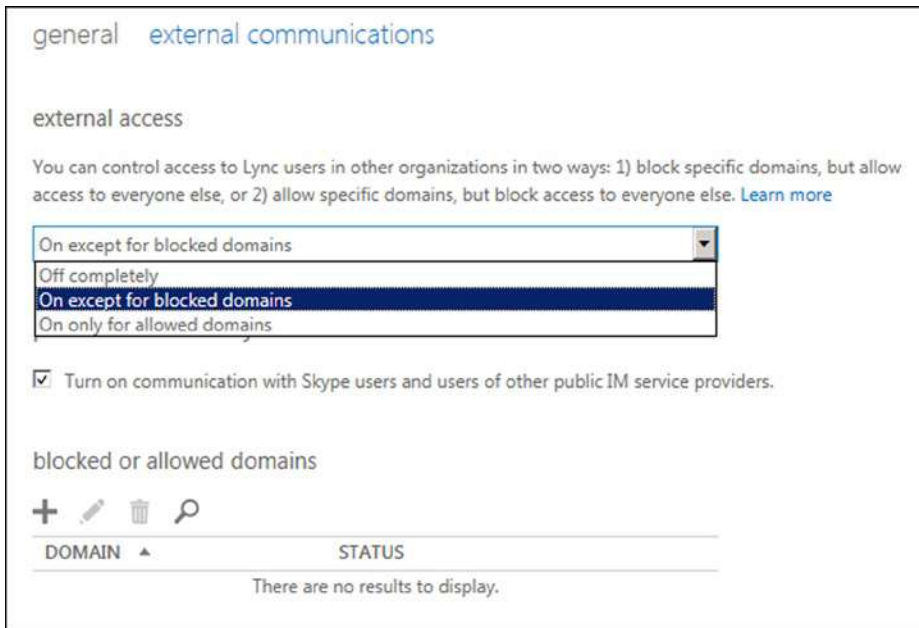 general external communications
external access
You can control access to Lync users in other organizations in two ways: 1) block specific domains, but allow
access to everyone else, or 2) allow specific domains, but block access to everyone else. Learn more
On except for blocked domains
Off completely
On except for blocked domains
On only for allowed domains
Turn on communication with Skype users and users of other public IM service providers.
blocked or allowed domains
DOMAIN STATUS
There are no results to display.